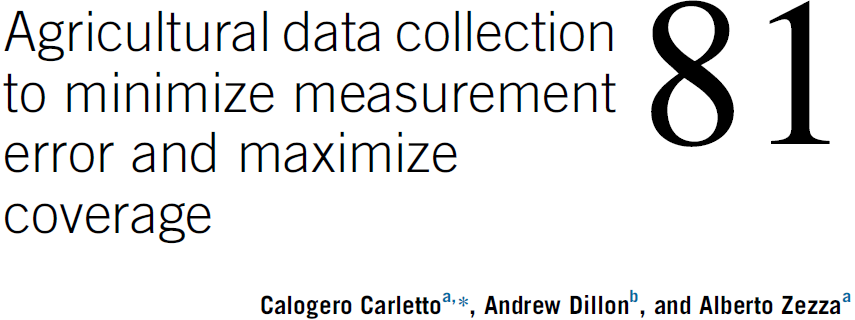 Agricultural data collection
to minimize measurement
error and maximize
coverage
81
Calogero Carletto a,*, Andrew Dillon b, and Alberto Zezza a